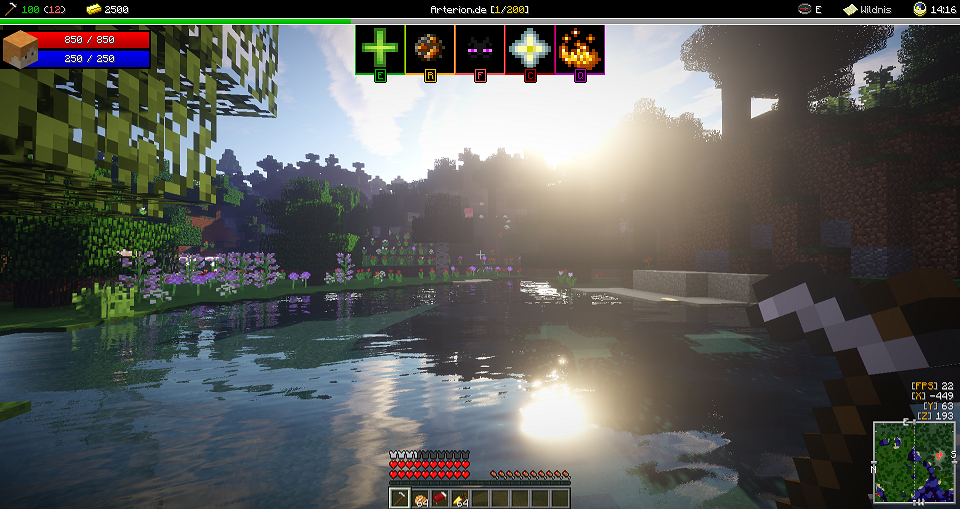 100 (12) 2500 Arterion.de [1/200] E Wildnis 14:16
850 / 850
250 / 250
E R F C Q
[FPS] 22
[X] -449
[Y] 63
[Z] 193
E
S
N
W
64 64